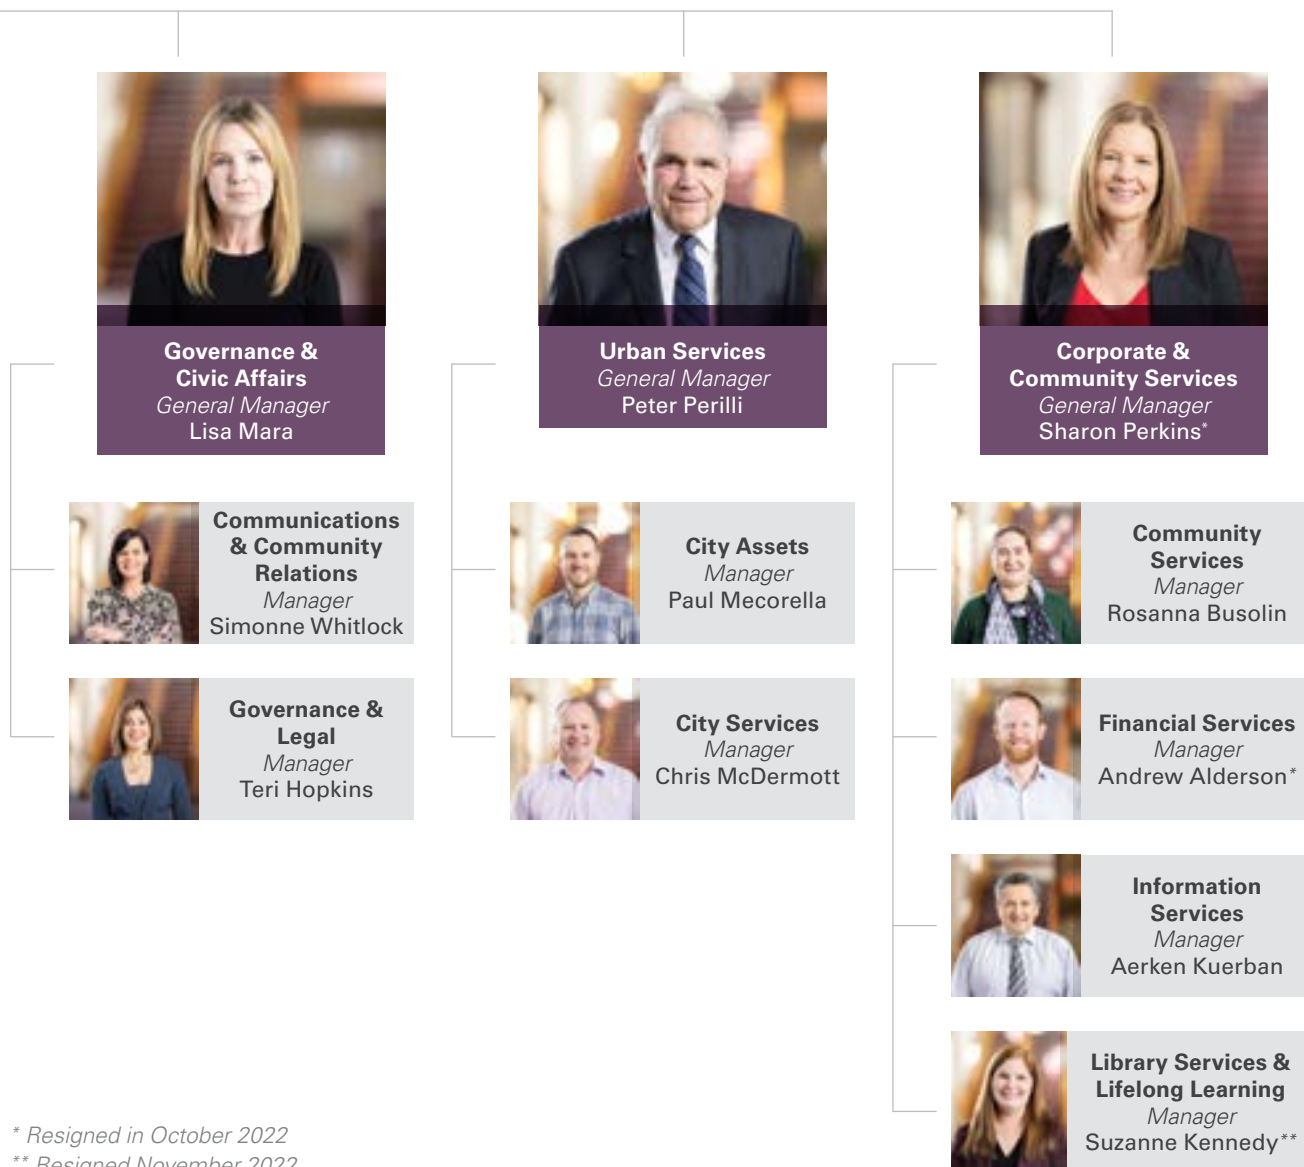 Governance &
Civic Affairs
General Manager
Lisa Mara
Communications
& Community
Relations
Manager
Simonne Whitlock
Governance &
Legal
Manager
Teri Hopkins
Urban Services
General Manager
Peter Perilli
City Assets
Manager
Paul Mecorella
City Services
Manager
Chris McDermott
Corporate &
Community Services
General Manager
Sharon Perkins*
Community
Services
Manager
Rosanna Busolin
Financial Services
Manager
Andrew Alderson*
Information
Services
Manager
Aerken Kuerban
Library Services &
Lifelong Learning
Manager
Suzanne Kennedy**
* Resigned in October 2022
** Resigned November 2022